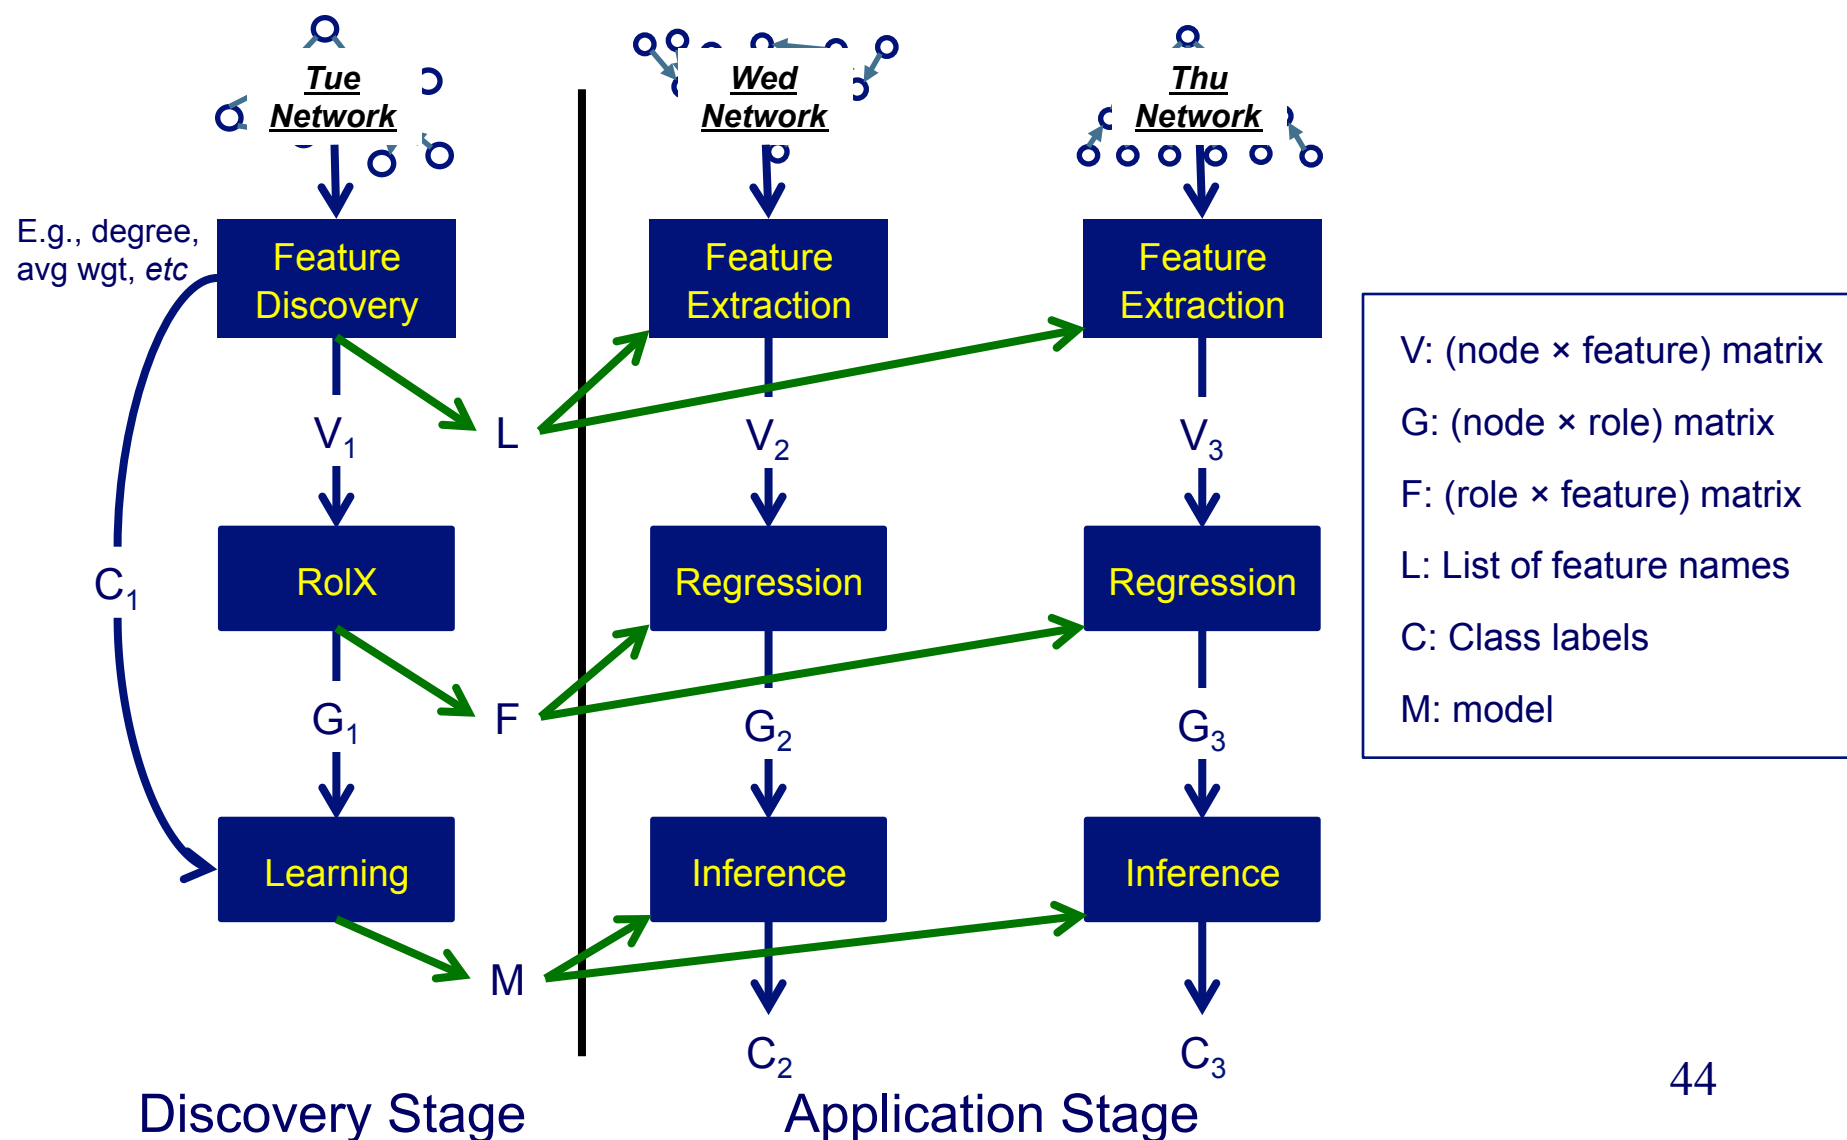 Tue
Network
Wed
Network
Thu
Network
E.g., degree,
avg wgt, etc
Feature
Discovery
Feature
Extraction
Feature
Extraction
V1
L
V2
V3
C1
RolX
Regression
Regression
G1
F
G2
G3
Learning
Inference
Inference
M
C2
C3
V: (node × feature) matrix
G: (node × role) matrix
F: (role × feature) matrix
L: List of feature names
C: Class labels
M: model
Discovery Stage
Application Stage
44